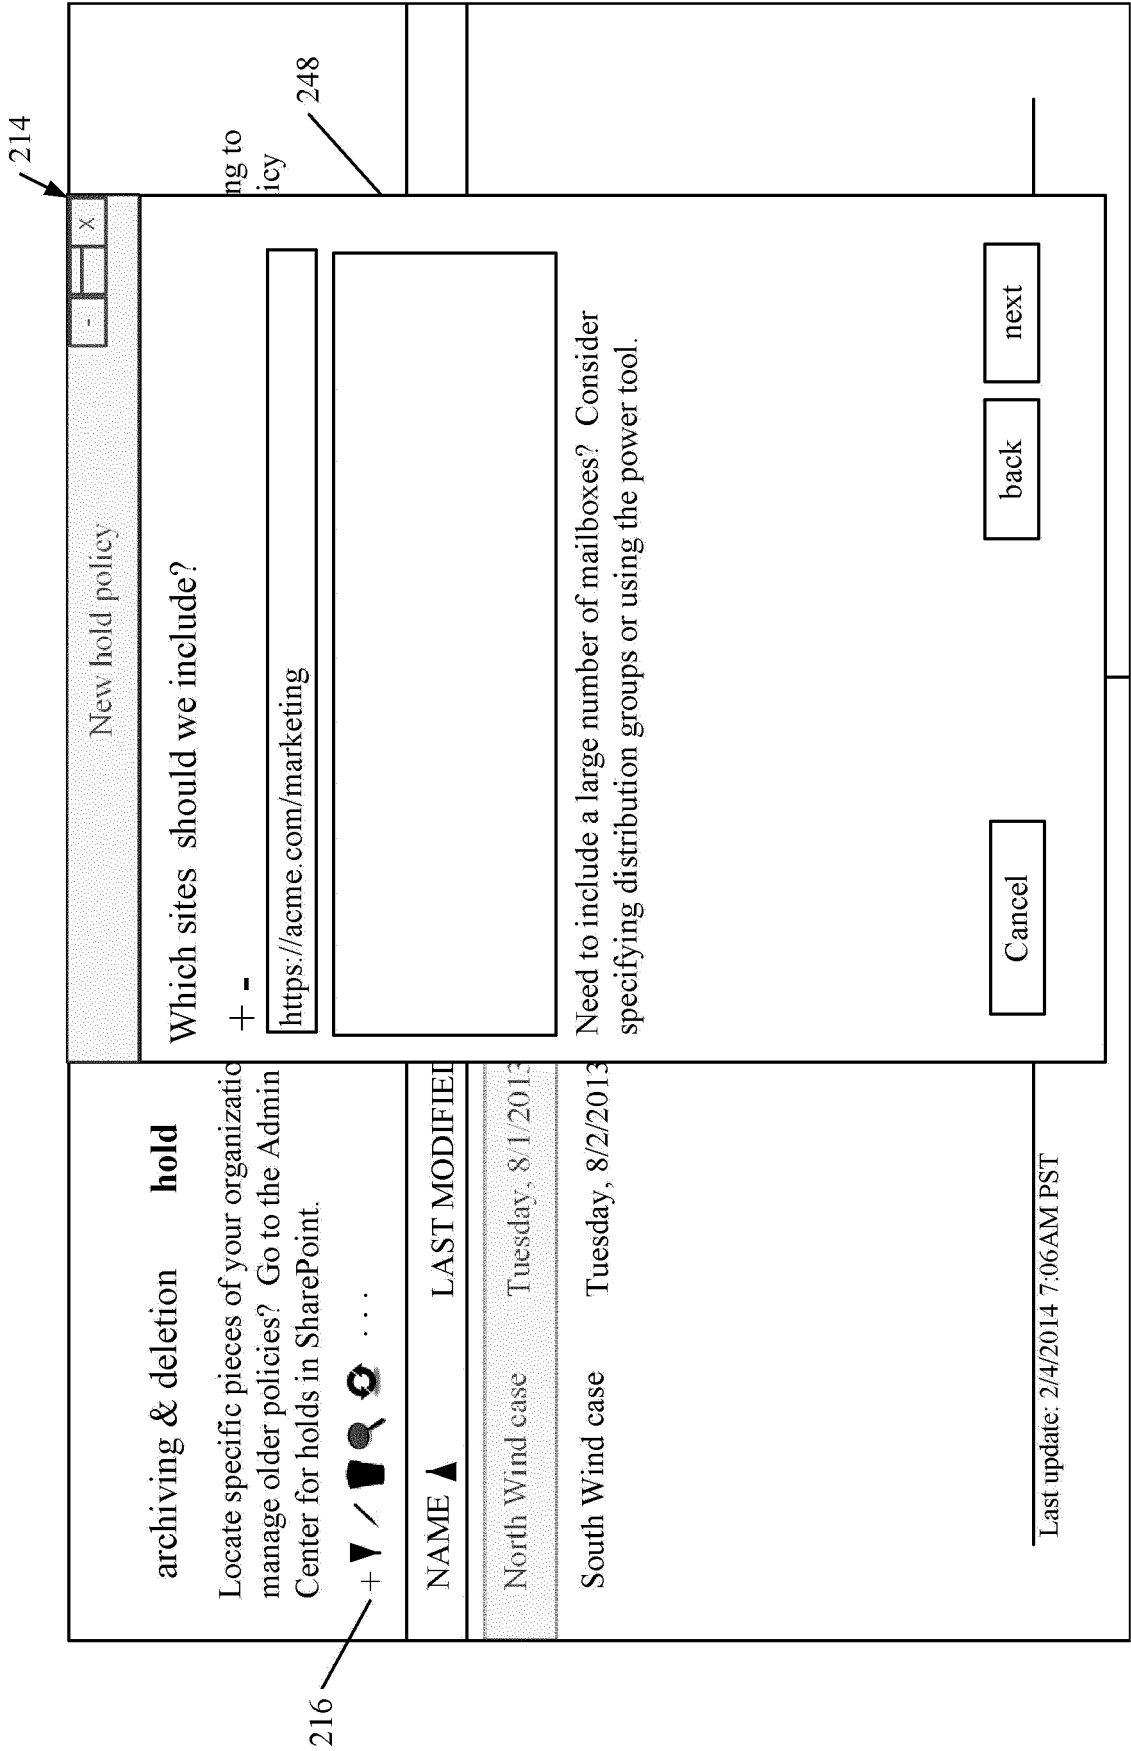 214
archiving & deletion hold
Locate specific pieces of your organizatio
ng to
manage older policies? Go to the Admin
icy
Center for holds in SharePoint.
216
+ / . . .
NAME LAST MODIFIED
North Wind case Tuesday, 8/1/2013
South Wind case Tuesday, 8/2/2013
Last update: 2/4/2014 7:06AM PST
248
New hold policy
- x
Which sites  should we include?
+ -
https://acme.com/marketing
Need to include a large number of mailboxes? Consider
specifying distribution groups or using the power tool.
Cancel back next